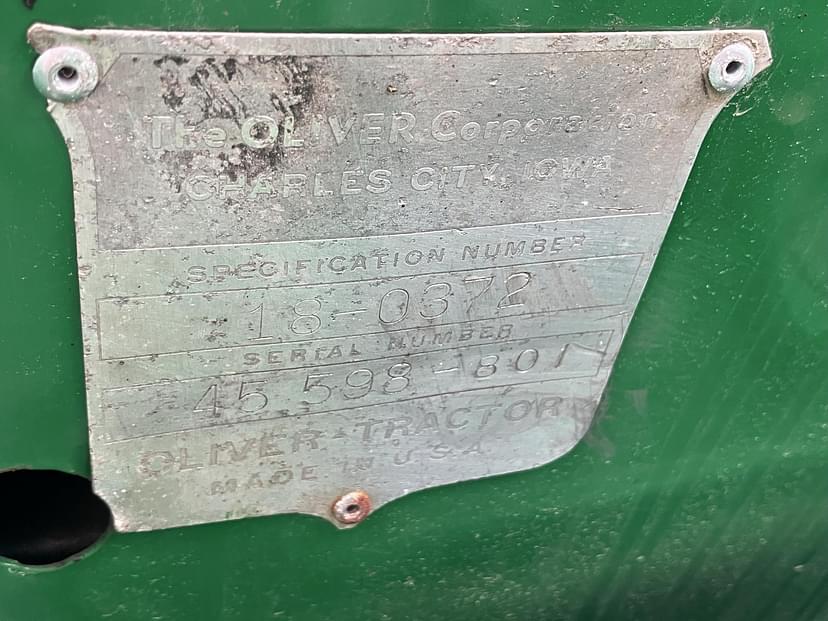 The OLIVER Corporation
CHARLES CITY, IOWA
SPECIFICATION NUMBER
18-0372
SERIAL NUMBER
45 598-801
OLIVER-TRACTOR
MADE IN U.S.A.